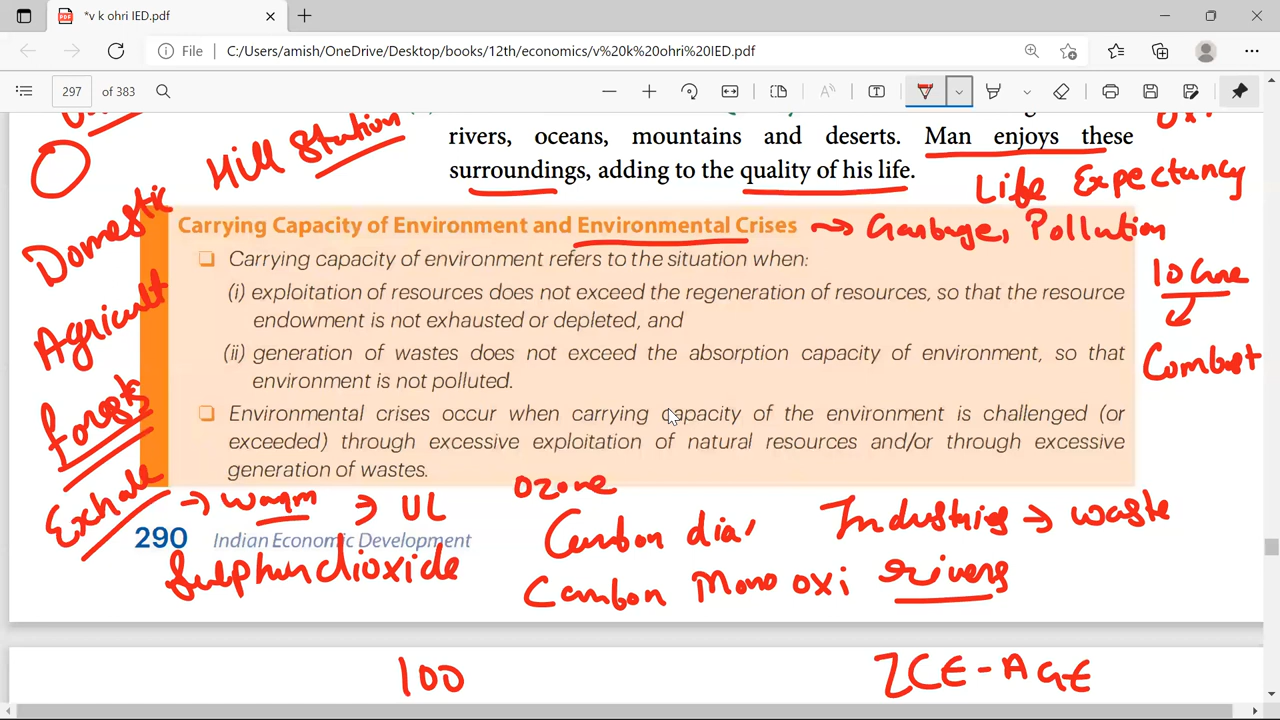 *v k ohri IED.pdf
File C:/Users/amish/OneDrive/Desktop/books/12th/economics/v%20k%20ohri%20IED.pdf
297 of 383
rivers, oceans, mountains and deserts. Man enjoys these
surroundings, adding to the quality of his life.
Hill Station
Life Expectancy
Domestic
Carrying Capacity of Environment and Environmental Crises
Garbage, Pollution
Carrying capacity of environment refers to the situation when:
(i) exploitation of resources does not exceed the regeneration of resources, so that the resource
endowment is not exhausted or depleted, and
Agricult
(ii) generation of wastes does not exceed the absorption capacity of environment, so that
environment is not polluted.
Combust
forests
Environmental crises occur when carrying capacity of the environment is challenged (or
exceeded) through excessive exploitation of natural resources and/or through excessive
generation of wastes.
Exhale → warm → UL
ozone
Industries → waste
290 Indian Economic Development
Carbon dia
Sulphurdioxide
Carbon Mono oxi
rivers
100
ICE-AGE